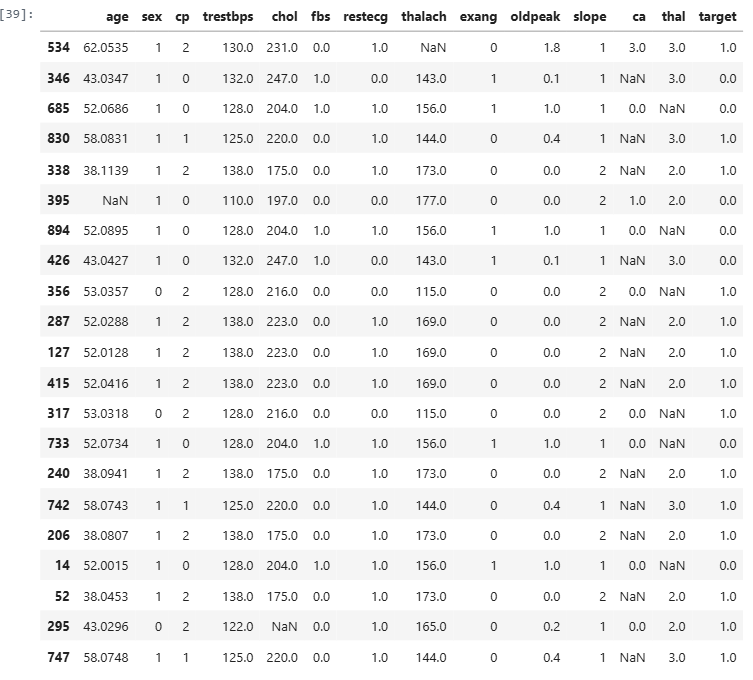 [39]: age sex cp trestbps chol fbs restecg thalach exang oldpeak slope ca thal target
534 62.0535 1 2 130.0 231.0 0.0 1.0 NaN 0 1.8 1 3.0 3.0 1.0
346 43.0347 1 0 132.0 247.0 1.0 0.0 143.0 1 0.1 1 NaN 3.0 0.0
685 52.0686 1 0 128.0 204.0 1.0 1.0 156.0 1 1.0 1 0.0 NaN 0.0
830 58.0831 1 1 125.0 220.0 0.0 1.0 144.0 0 0.4 1 NaN 3.0 1.0
338 38.1139 1 2 138.0 175.0 0.0 1.0 173.0 0 0.0 2 NaN 2.0 1.0
395 NaN 1 0 110.0 197.0 0.0 0.0 177.0 0 0.0 2 1.0 2.0 0.0
894 52.0895 1 0 128.0 204.0 1.0 1.0 156.0 1 1.0 1 0.0 NaN 0.0
426 43.0427 1 0 132.0 247.0 1.0 0.0 143.0 1 0.1 1 NaN 3.0 0.0
356 53.0357 0 2 128.0 216.0 0.0 0.0 115.0 0 0.0 2 0.0 NaN 1.0
287 52.0288 1 2 138.0 223.0 0.0 1.0 169.0 0 0.0 2 NaN 2.0 1.0
127 52.0128 1 2 138.0 223.0 0.0 1.0 169.0 0 0.0 2 NaN 2.0 1.0
415 52.0416 1 2 138.0 223.0 0.0 1.0 169.0 0 0.0 2 NaN 2.0 1.0
317 53.0318 0 2 128.0 216.0 0.0 0.0 115.0 0 0.0 2 0.0 NaN 1.0
733 52.0734 1 0 128.0 204.0 1.0 1.0 156.0 1 1.0 1 0.0 NaN 0.0
240 38.0941 1 2 138.0 175.0 0.0 1.0 173.0 0 0.0 2 NaN 2.0 1.0
742 58.0743 1 1 125.0 220.0 0.0 1.0 144.0 0 0.4 1 NaN 3.0 1.0
206 38.0807 1 2 138.0 175.0 0.0 1.0 173.0 0 0.0 2 NaN 2.0 1.0
14 52.0015 1 0 128.0 204.0 1.0 1.0 156.0 1 1.0 1 0.0 NaN 0.0
52 38.0453 1 2 138.0 175.0 0.0 1.0 173.0 0 0.0 2 NaN 2.0 1.0
295 43.0296 0 2 122.0 NaN 0.0 1.0 165.0 0 0.2 1 0.0 2.0 1.0
747 58.0748 1 1 125.0 220.0 0.0 1.0 144.0 0 0.4 1 NaN 3.0 1.0